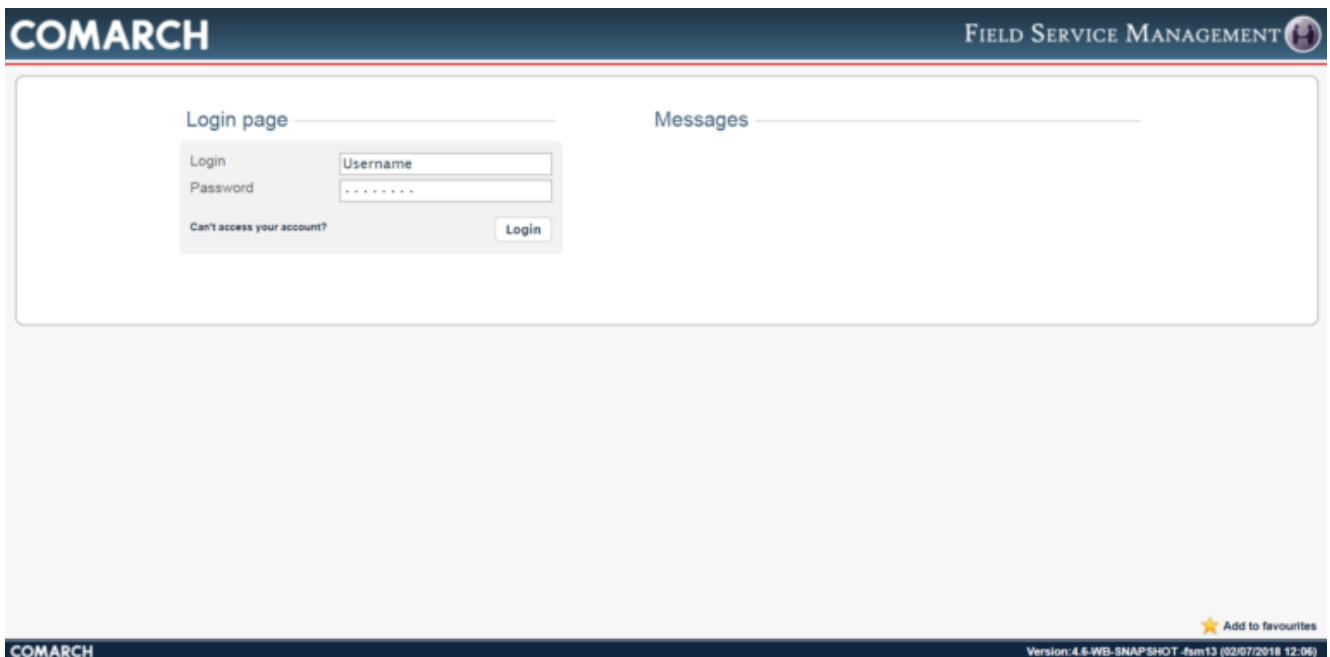 COMARCH
FIELD SERVICE MANAGEMENT
Login page
Messages
Login
Username
Password
........
Can't access your account?
Login
Add to favourites
COMARCH
Version:4.6-WB-SNAPSHOT-fsm13 (02/07/2018 12:06)